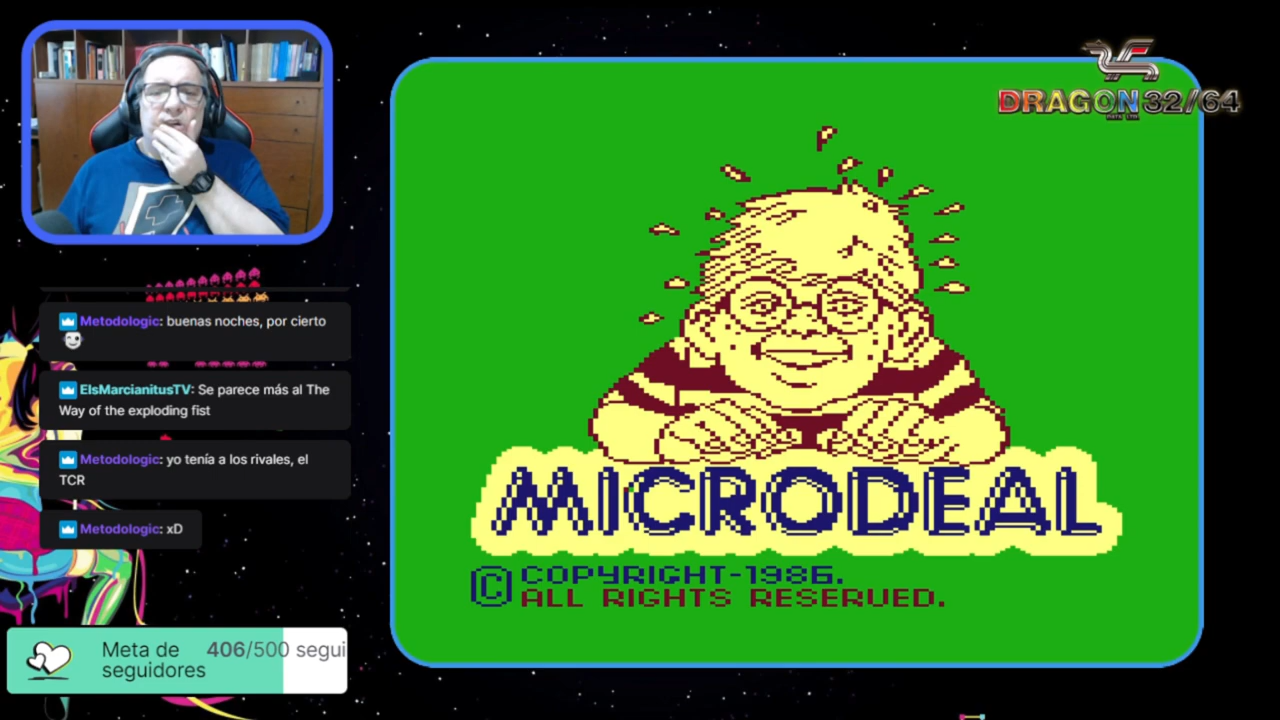 DRAGON 32/64
DATA LTD
Metodologic: buenas noches, por cierto
ElsMarcianitusTV: Se parece más al The
Way of the exploding fist
Metodologic: yo tenía a los rivales, el
TCR
Metodologic: xD
Meta de
seguidores
406/500 segui
MICRODEAL
© COPYRIGHT-1986.
ALL RIGHTS RESERVED.